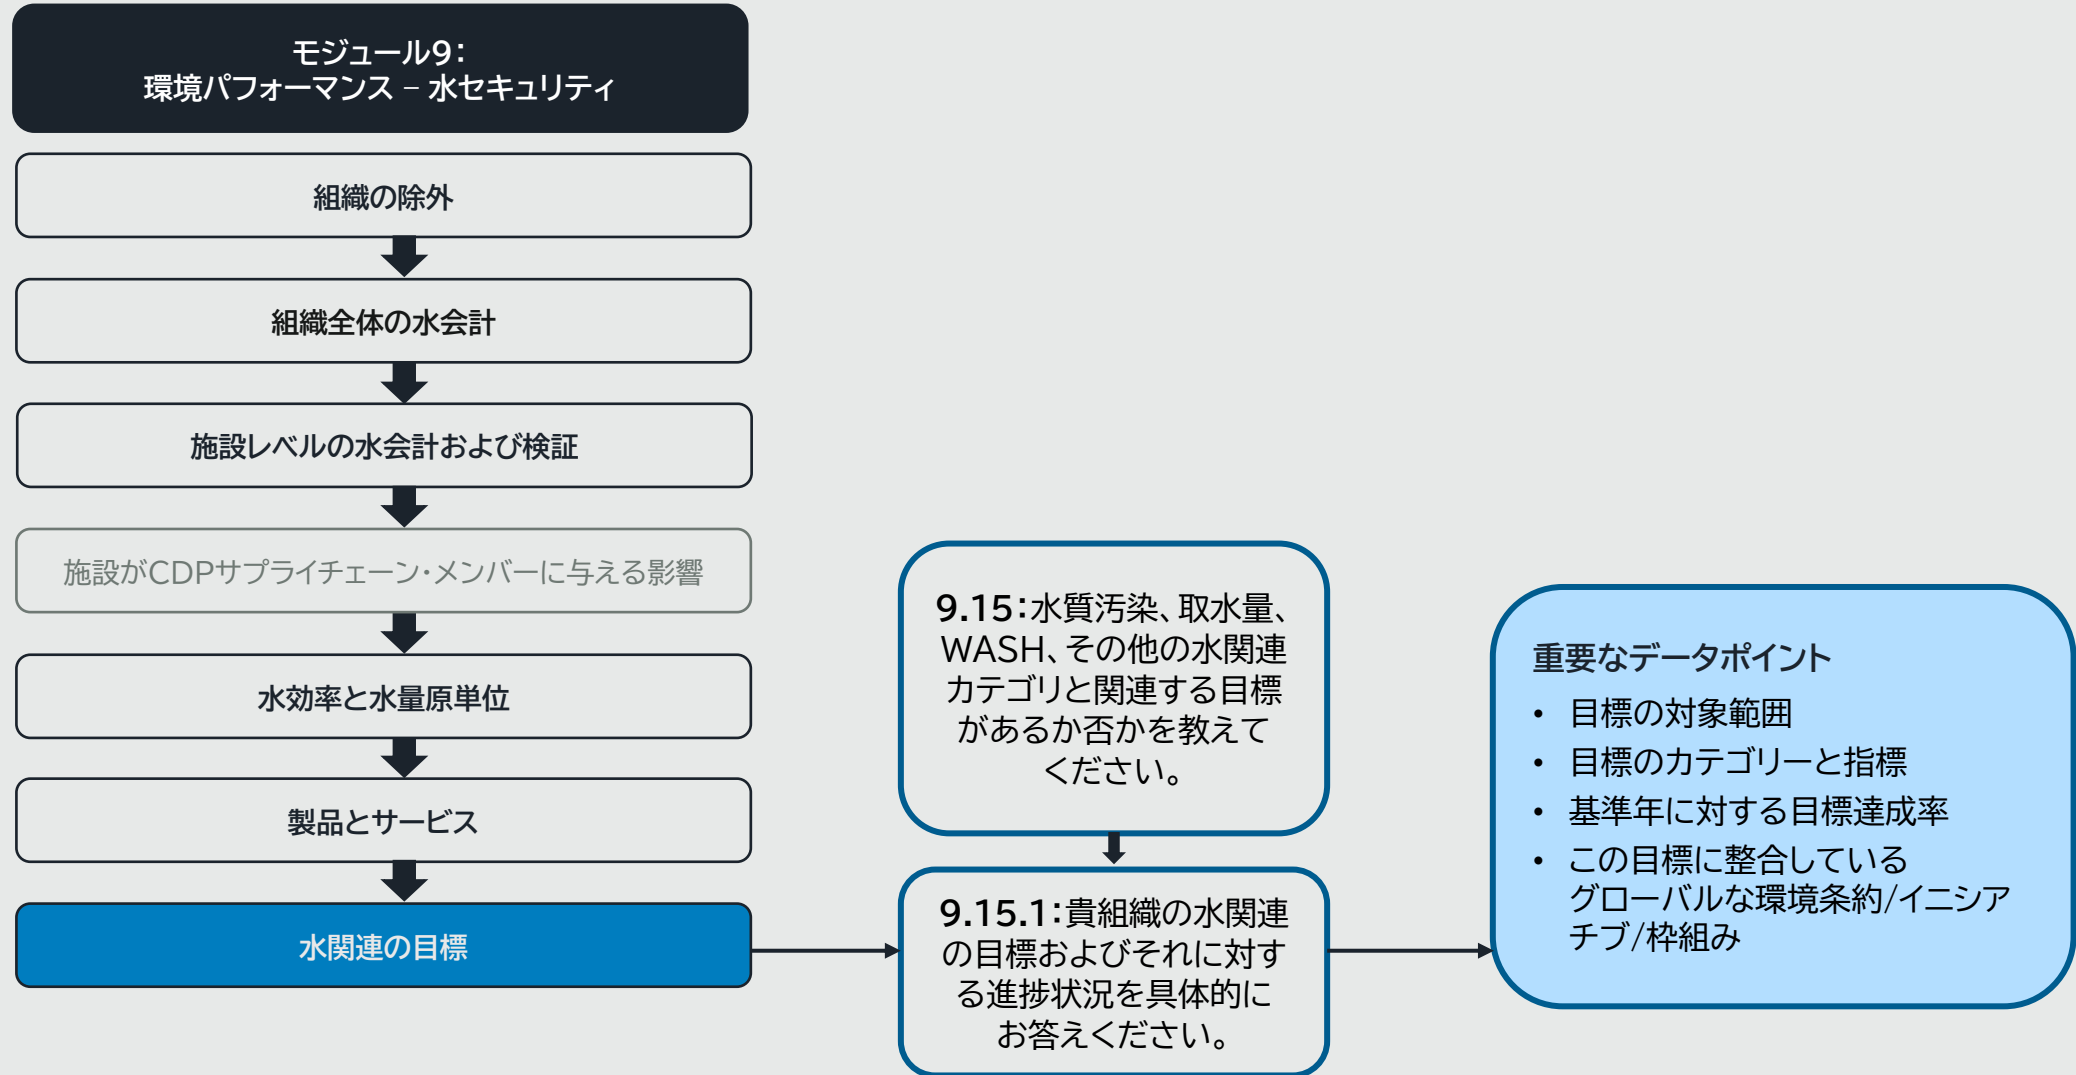 モジュール9：
環境パフォーマンス – 水セキュリティ
組織の除外
組織全体の水会計
施設レベルの水会計および検証
施設がCDPサプライチェーン・メンバーに与える影響
水効率と水量原単位
製品とサービス
水関連の目標
9.15：水質汚染、取水量、
WASH、その他の水関連
カテゴリと関連する目標
があるか否かを教えて
ください。
9.15.1：貴組織の水関連
の目標およびそれに対す
る進捗状況を具体的に
お答えください。
重要なデータポイント
• 目標の対象範囲
• 目標のカテゴリーと指標
• 基準年に対する目標達成率
• この目標に整合している
グローバルな環境条約/イニシア
チブ/枠組み